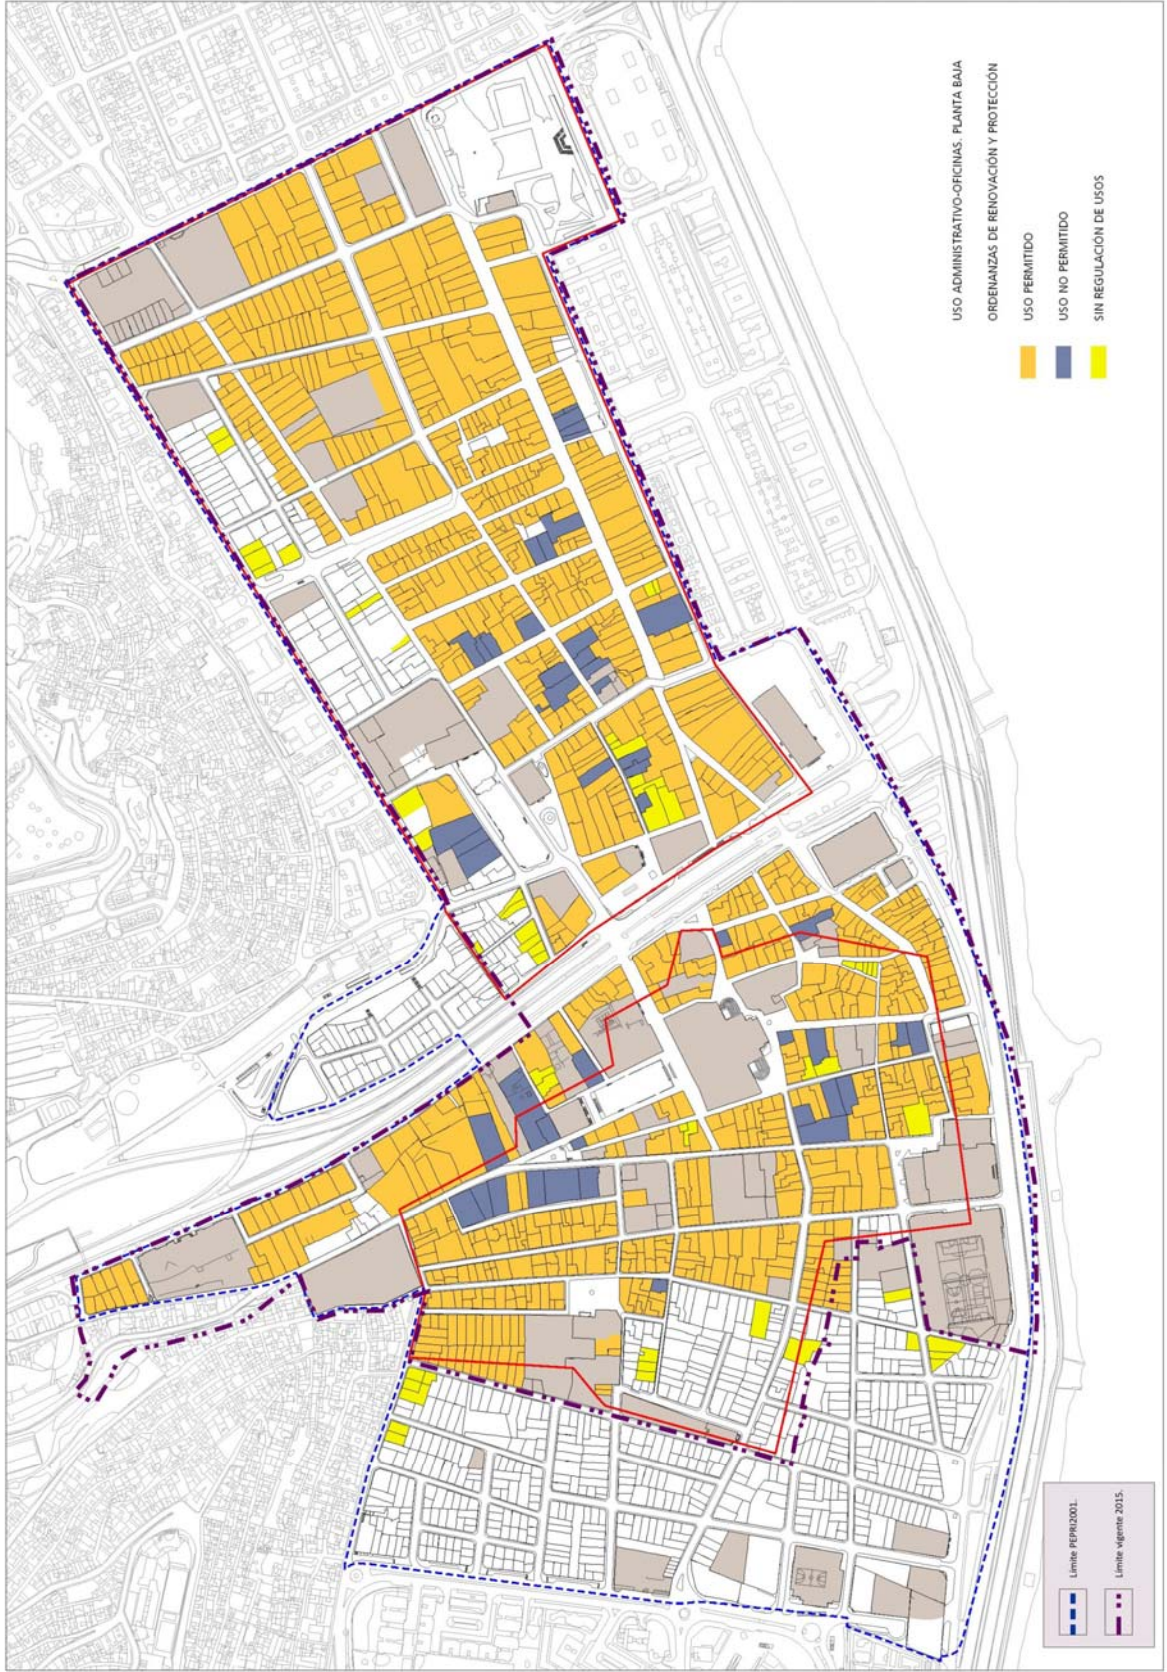 USO ADMINISTRATIVO-OFICINAS. PLANTA BAJA
ORDENANZAS DE RENOVACIÓN Y PROTECCIÓN
USO PERMITIDO
USO NO PERMITIDO
SIN REGULACIÓN DE USOS
Límite PEPRI2001.
Límite vigente 2015.